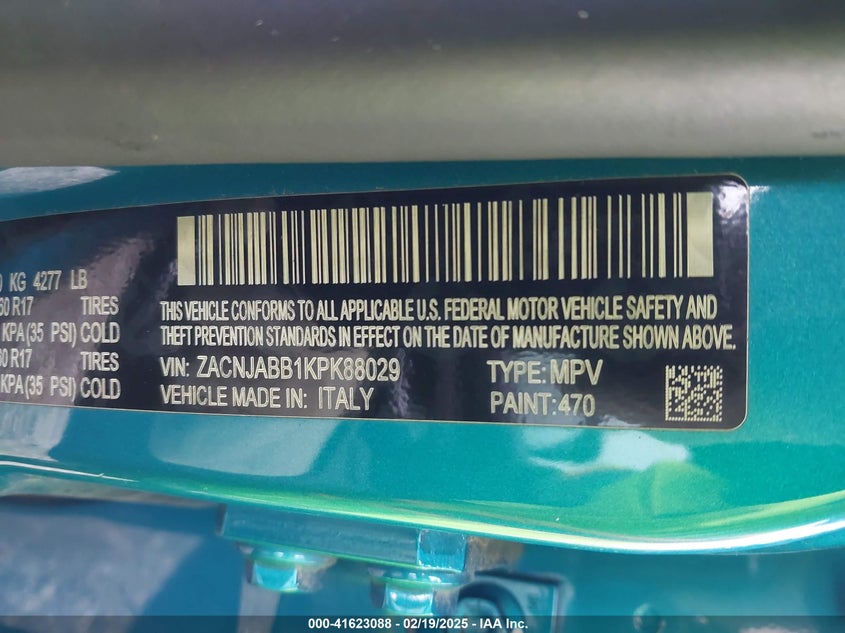 KG 4277 LB
60 R17 TIRES
KPA(35 PSI) COLD
60 R17 TIRES
KPA(35 PSI) COLD
THIS VEHICLE CONFORMS TO ALL APPLICABLE U.S. FEDERAL MOTOR VEHICLE SAFETY AND
THEFT PREVENTION STANDARDS IN EFFECT ON THE DATE OF MANUFACTURE SHOWN ABOVE.
VIN: ZACNJABB1KPK88029 TYPE: MPV
VEHICLE MADE IN: ITALY PAINT:470
000-41623088 - 02/19/2025 - IAA Inc.